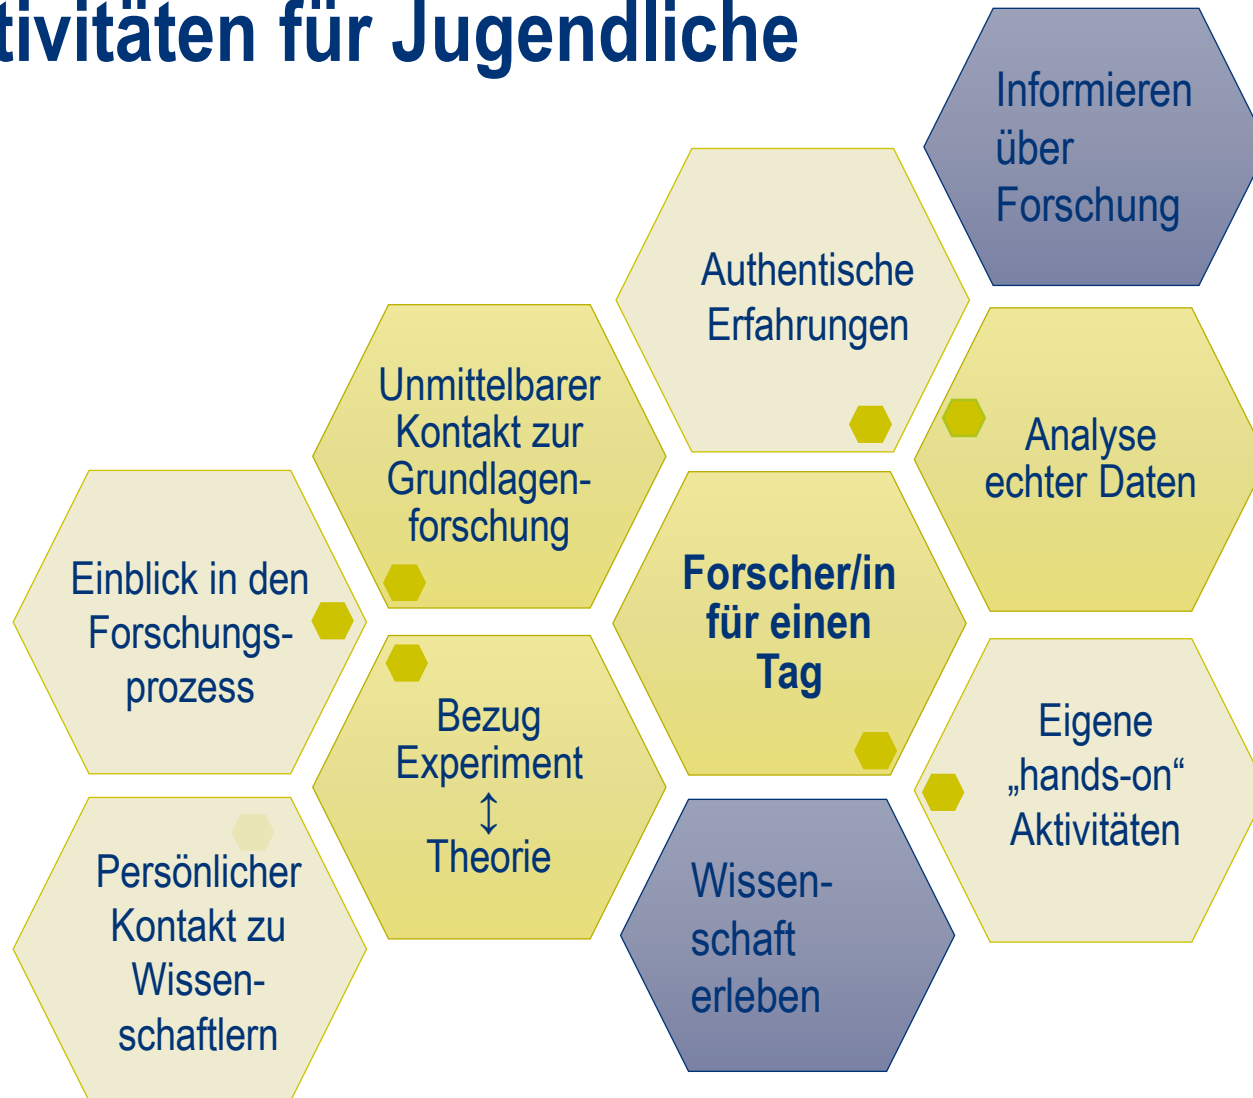 tivitäten für Jugendliche
Informieren
über
Forschung
Authentische
Erfahrungen
Unmittelbarer
Kontakt zur
Grundlagen-
forschung
Analyse
echter Daten
Einblick in den
Forschungs-
prozess
Forscher/in
für einen
Tag
Bezug
Experiment
↕
Theorie
Eigene
„hands-on“
Aktivitäten
Persönlicher
Kontakt zu
Wissen-
schaftlern
Wissen-
schaft
erleben